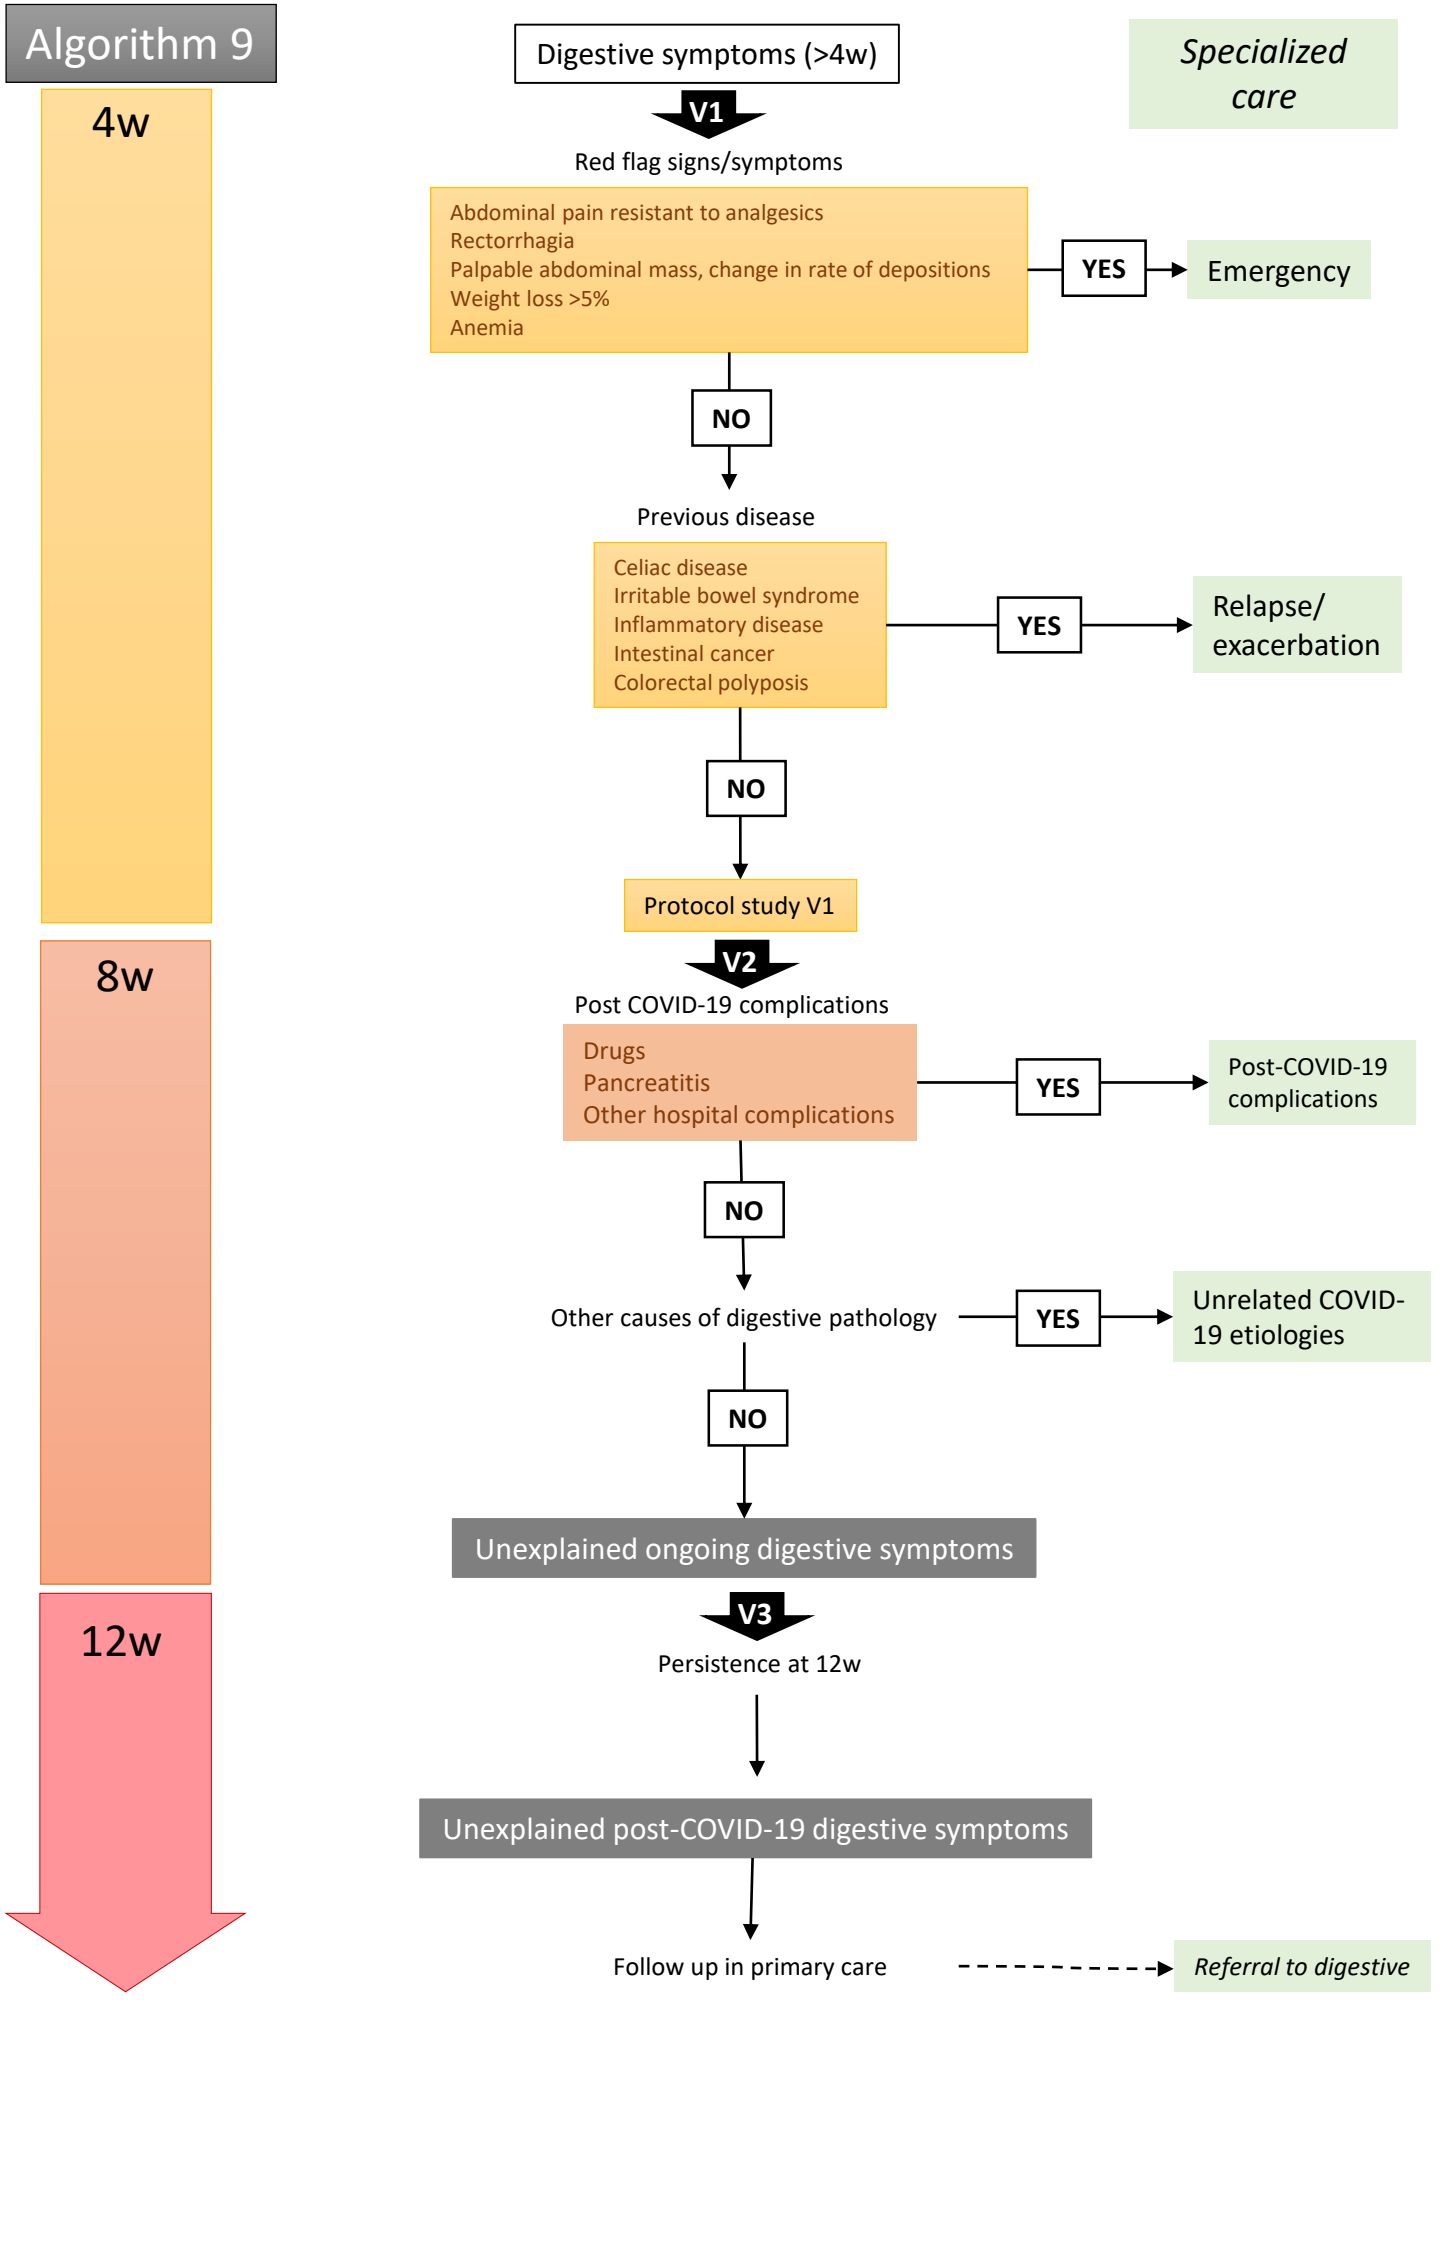 Algorithm 9
Digestive symptoms (>4w)
Specialized
care
4w
V1
Red flag signs/symptoms
Abdominal pain resistant to analgesics
Rectorrhagia
Palpable abdominal mass, change in rate of depositions
Weight loss >5%
Anemia
YES
Emergency
NO
Previous disease
Celiac disease
Irritable bowel syndrome
Inflammatory disease
Intestinal cancer
Colorectal polyposis
YES
Relapse/
exacerbation
NO
Protocol study V1
8w
V2
Post COVID-19 complications
Drugs
Pancreatitis
Other hospital complications
YES
Post-COVID-19
complications
NO
Other causes of digestive pathology
YES
Unrelated COVID-
19 etiologies
NO
Unexplained ongoing digestive symptoms
12w
V3
Persistence at 12w
Unexplained post-COVID-19 digestive symptoms
Follow up in primary care
Referral to digestive